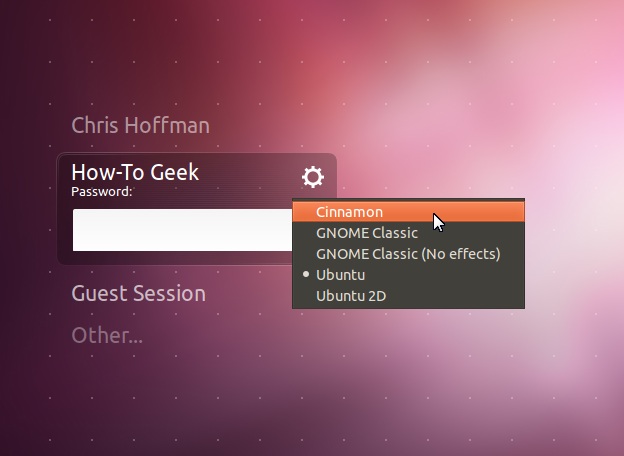 Chris Hoffman
How-To Geek
Password:
Cinnamon
GNOME Classic
GNOME Classic (No effects)
Ubuntu
Ubuntu 2D
Guest Session
Other...